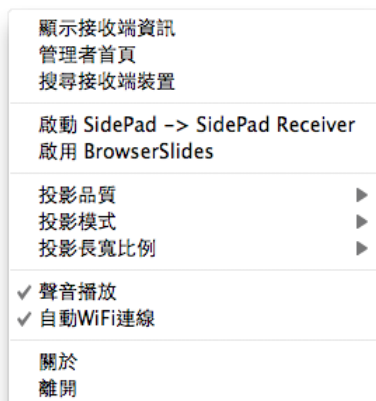 顯示接收端資訊
管理者首頁
搜尋接收端裝置
啟動 SidePad -> SidePad Receiver
啟用 BrowserSlides
投影品質
投影模式
投影長寬比例
聲音播放
自動WiFi連線
關於
離開